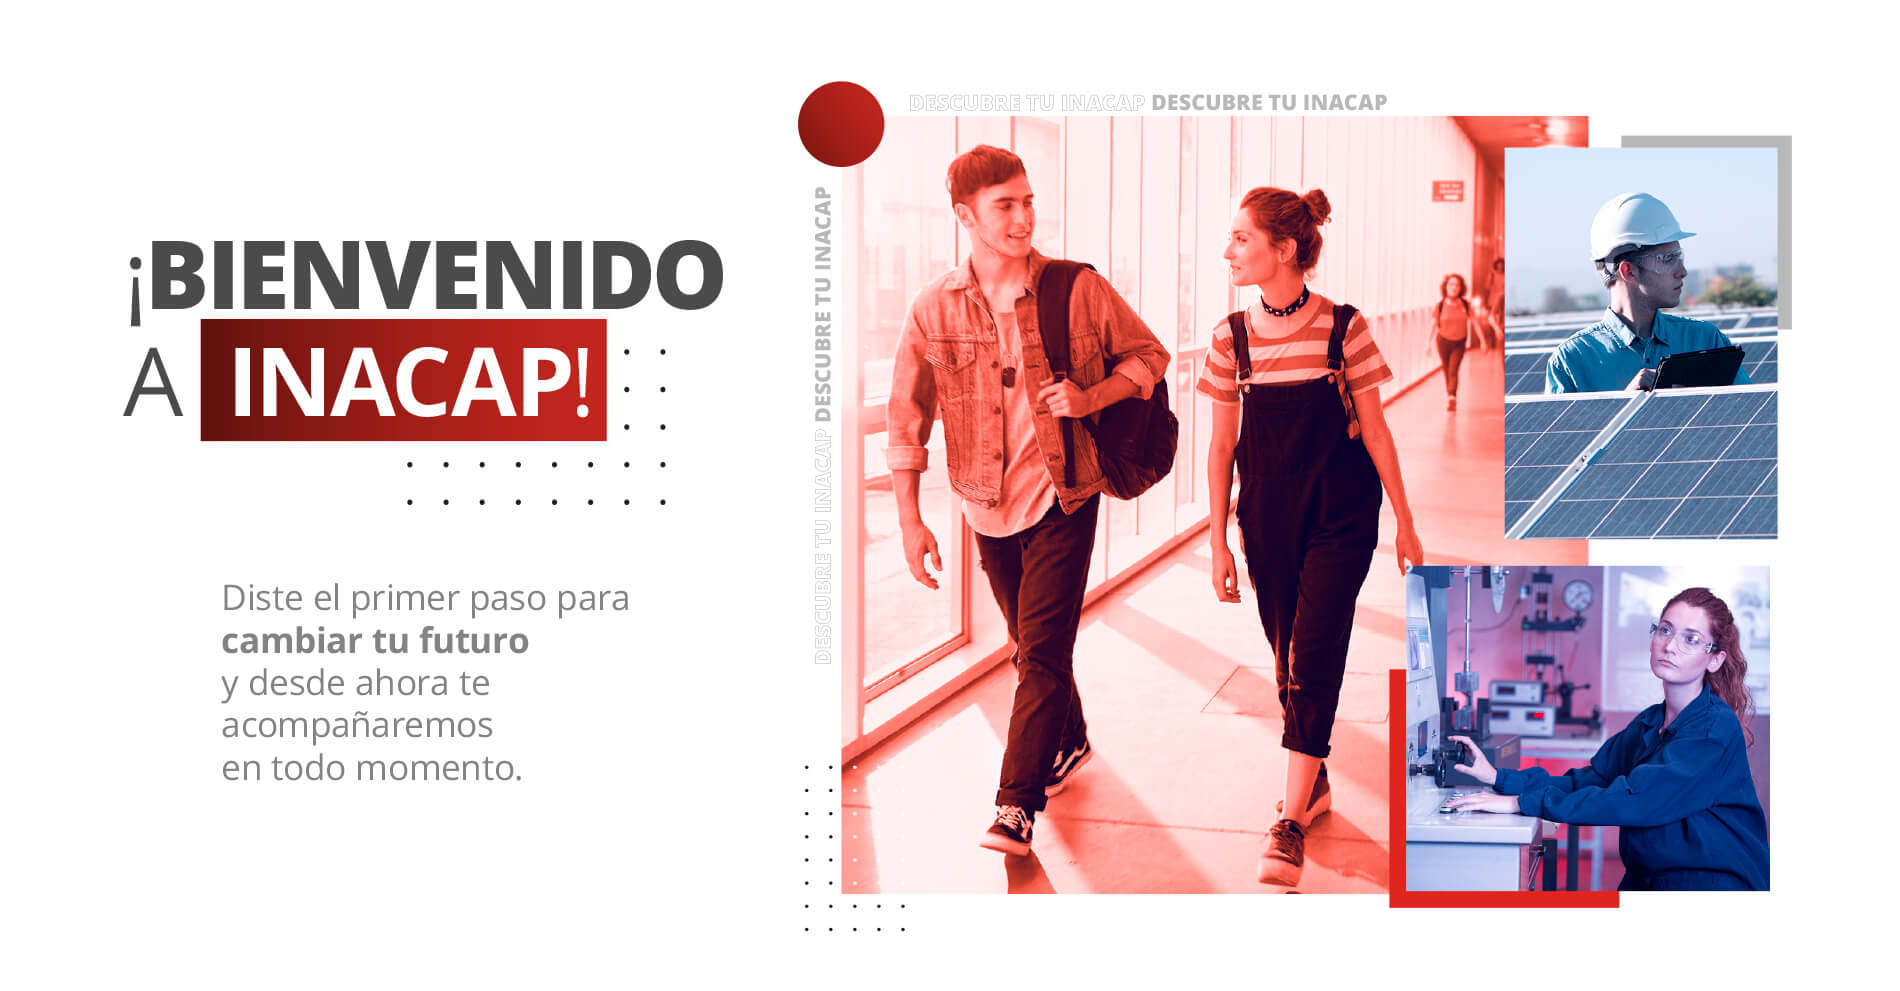 ¡BIENVENIDO
A INACAP!
Diste el primer paso para
cambiar tu futuro
y desde ahora te
acompañaremos
en todo momento.
DESCUBRE TU INACAP DESCUBRE TU INACAP
DESCUBRE TU INACAP DESCUBRE TU INACAP